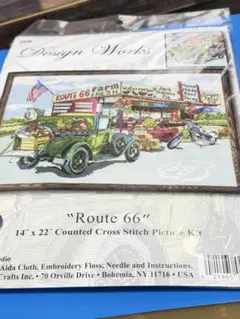 Design Works
ROUTE 66 farm
"Route 66"
14" x 22" Counted Cross Stitch Picture Kit
Aida Cloth, Embroidery Floss, Needle and Instructions.
Crafts Inc. • 70 Orville Drive • Bohemia, NY 11716 • USA